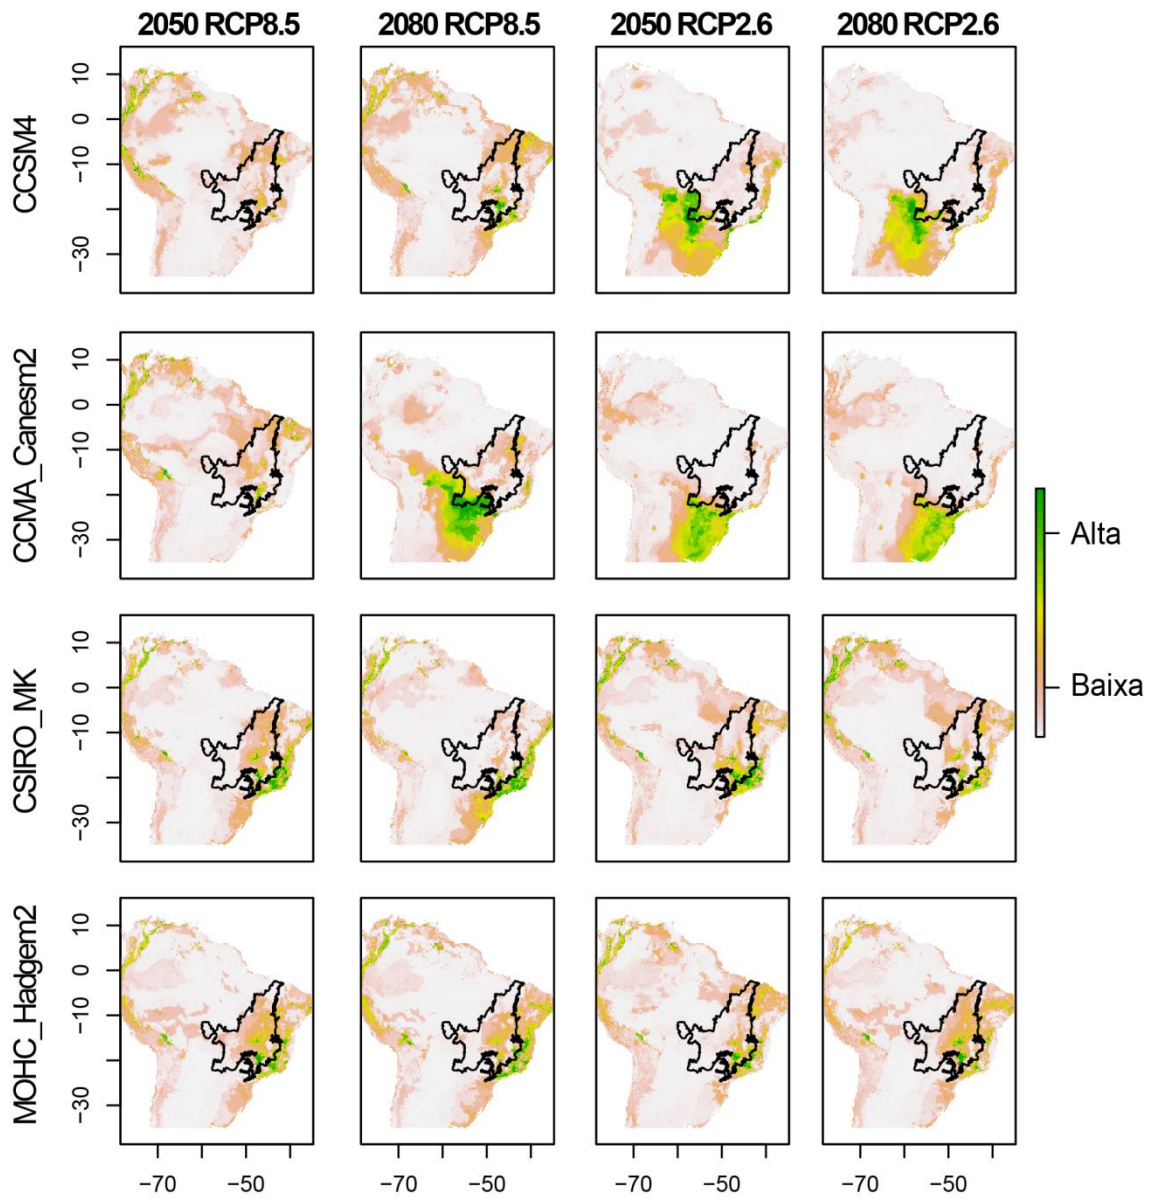 2050 RCP8.5 2080 RCP8.5 2050 RCP2.6 2080 RCP2.6
CCSM4
10
0
−10
−30
CCMA_Canesm2
10
0
−10
−30
Alta
Baixa
CSIRO_MK
10
0
−10
−30
MOHC_Hadgem2
10
0
−10
−30
−70 −50 −70 −50 −70 −50 −70 −50